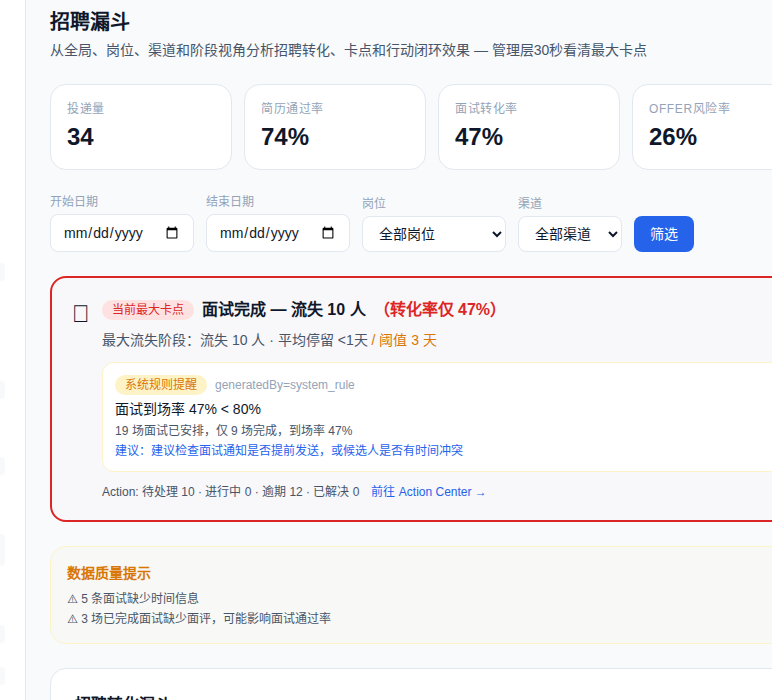 招聘漏斗
从全局、岗位、渠道和阶段视角分析招聘转化、卡点和行动闭环效果 — 管理层30秒看清最大卡点
投递量 简历通过率 面试转化率 OFFER风险率
34 74% 47% 26%
开始日期 结束日期 岗位 渠道
mm/dd/yyyy mm/dd/yyyy 全部岗位 全部渠道 筛选
当前最大卡点 面试完成 — 流失 10 人 （转化率仅 47%）
最大流失阶段：流失 10 人 · 平均停留 <1天 / 阈值 3 天
系统规则提醒 generatedBy=system_rule
面试到场率 47% < 80%
19 场面试已安排，仅 9 场完成，到场率 47%
建议：建议检查面试通知是否提前发送，或候选人是否有时间冲突
Action: 待处理 10 · 进行中 0 · 逾期 12 · 已解决 0 前往 Action Center →
数据质量提示
⚠ 5 条面试缺少时间信息
⚠ 3 场已完成面试缺少面评，可能影响面试通过率
招聘转化漏斗